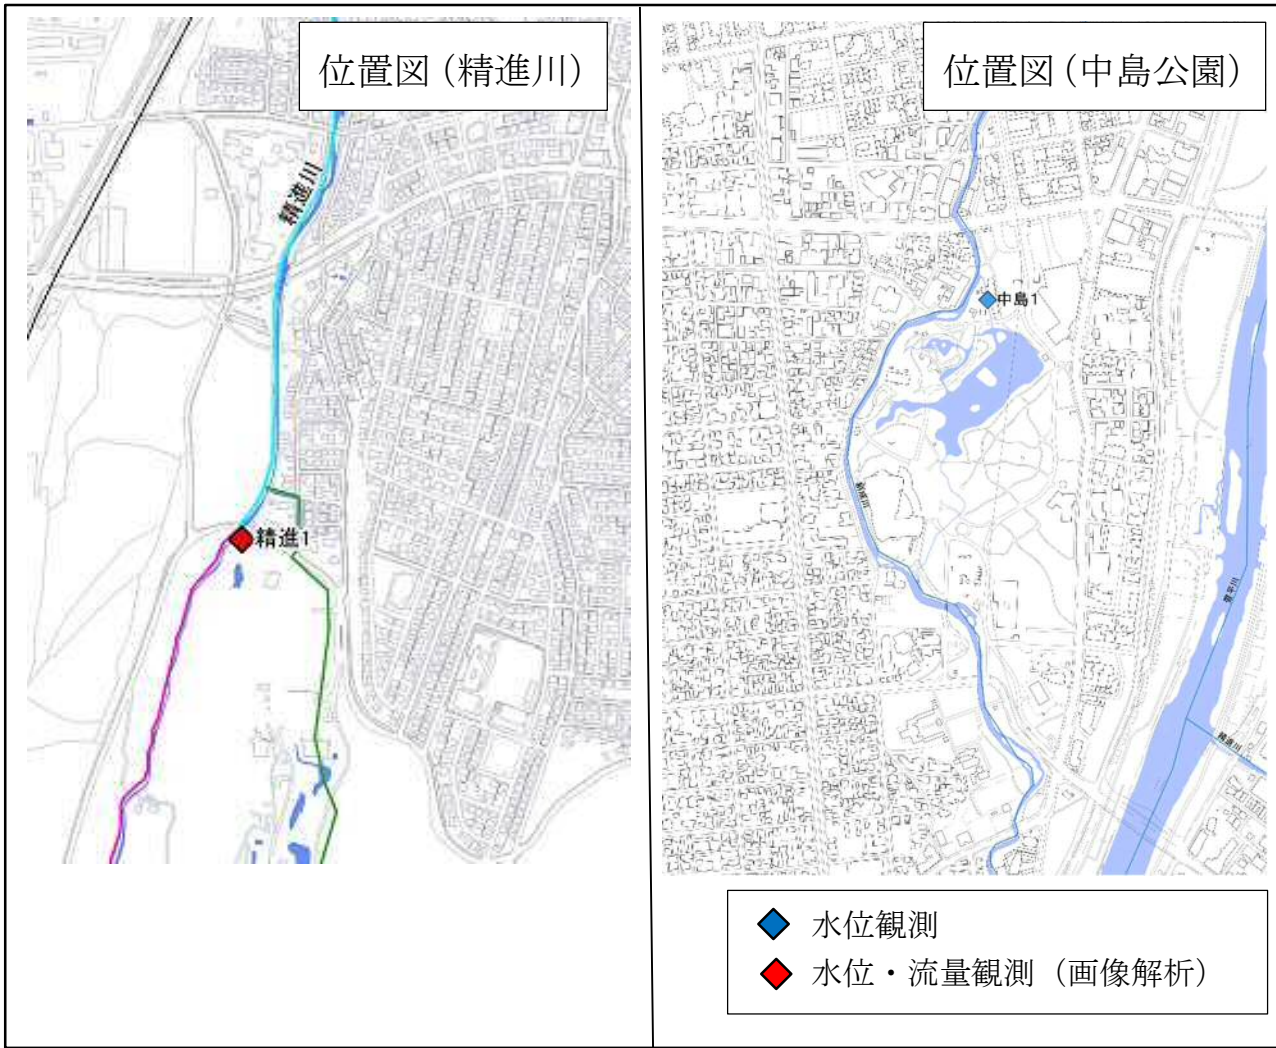 位置図（精進川）
精進川
精進1
位置図（中島公園）
中島1
創成川
豊平川
精進川
水位観測
水位・流量観測（画像解析）